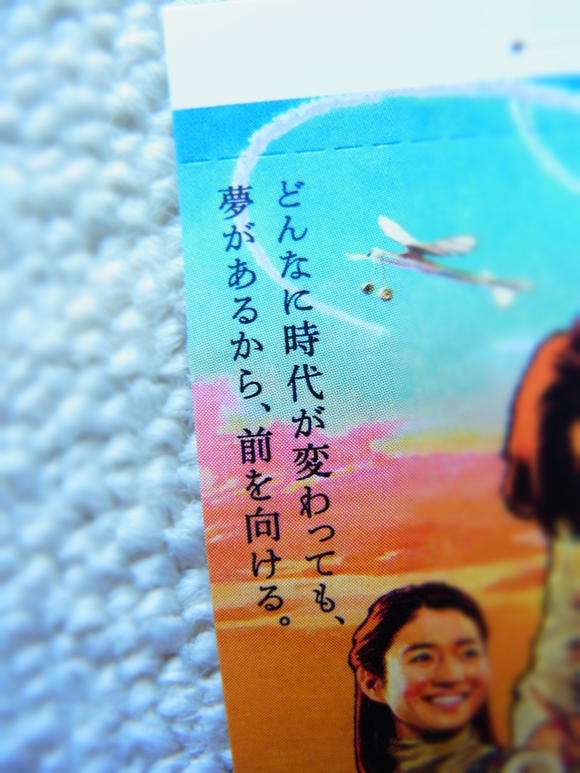 どんなに時代が変わっても、
夢があるから、前を向ける。